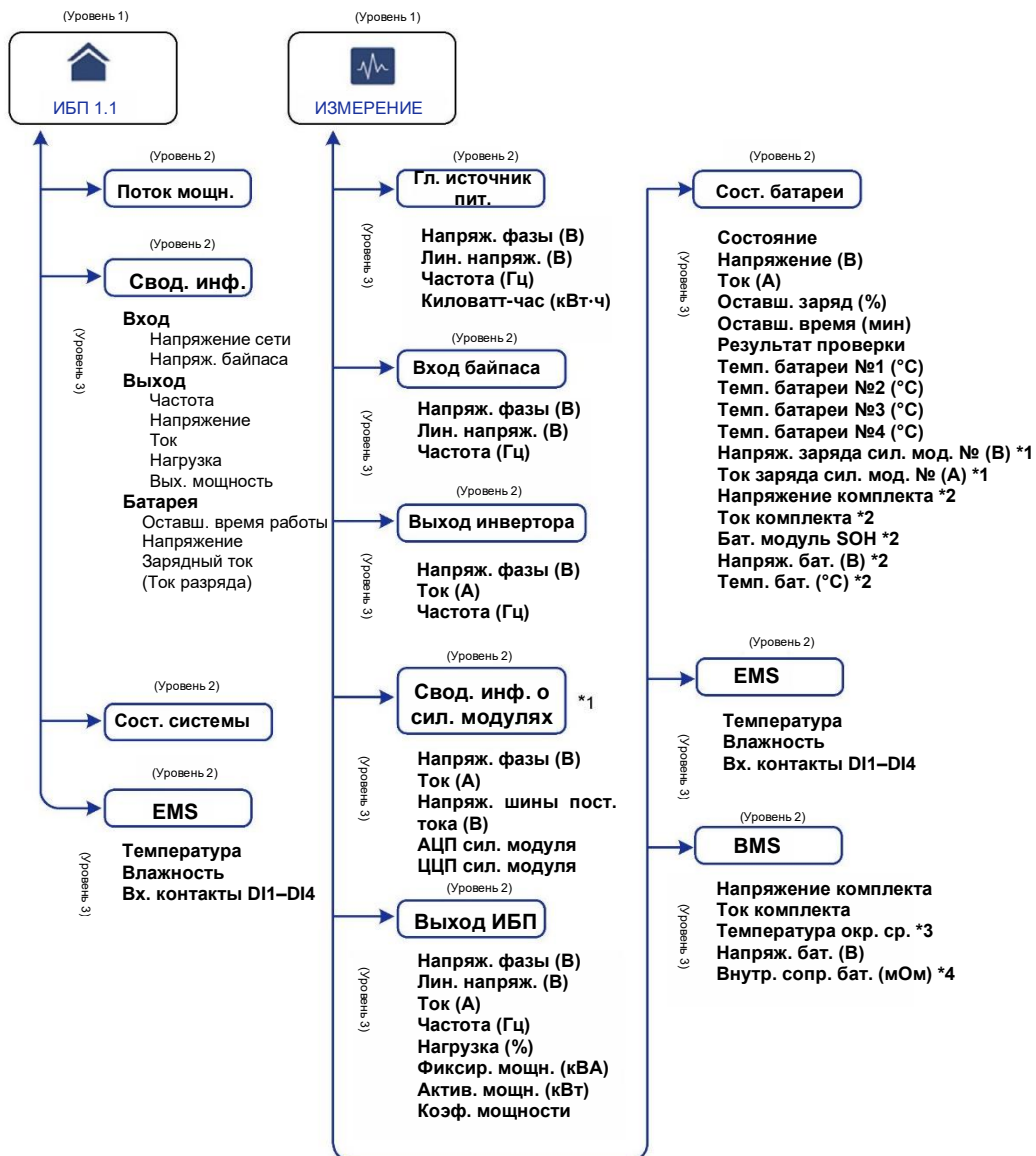 (Уровень 1)
ИБП 1.1
(Уровень 2)
Поток мощн.
(Уровень 2)
Свод. инф.
(Уровень 3)
Вход
Напряжение сети
Напряж. байпаса
Выход
Частота
Напряжение
Ток
Нагрузка
Вых. мощность
Батарея
Оставш. время работы
Напряжение
Зарядный ток
(Ток разряда)
(Уровень 2)
Сост. системы
(Уровень 2)
EMS
(Уровень 3)
Температура
Влажность
Вх. контакты DI1–DI4
(Уровень 1)
ИЗМЕРЕНИЕ
(Уровень 2)
Гл. источник
пит.
(Уровень 3)
Напряж. фазы (В)
Лин. напряж. (В)
Частота (Гц)
Киловатт-час (кВт·ч)
(Уровень 2)
Вход байпаса
(Уровень 3)
Напряж. фазы (В)
Лин. напряж. (В)
Частота (Гц)
(Уровень 2)
Выход инвертора
(Уровень 3)
Напряж. фазы (В)
Ток (А)
Частота (Гц)
(Уровень 2)
Свод. инф. о
сил. модулях
*1
(Уровень 3)
Напряж. фазы (В)
Ток (А)
Напряж. шины пост.
тока (В)
АЦП сил. модуля
ЦЦП сил. модуля
(Уровень 2)
Выход ИБП
(Уровень 3)
Напряж. фазы (В)
Лин. напряж. (В)
Ток (А)
Частота (Гц)
Нагрузка (%)
Фиксир. мощн. (кВА)
Актив. мощн. (кВт)
Коэф. мощности
(Уровень 2)
Сост. батареи
(Уровень 3)
Состояние
Напряжение (В)
Ток (А)
Оставш. заряд (%)
Оставш. время (мин)
Результат проверки
Темп. батареи №1 (°C)
Темп. батареи №2 (°C)
Темп. батареи №3 (°C)
Темп. батареи №4 (°C)
Напряж. заряда сил. мод. № (В) *1
Ток заряда сил. мод. № (А) *1
Напряжение комплекта *2
Ток комплекта *2
Бат. модуль SOH *2
Напряж. бат. (В) *2
Темп. бат. (°C) *2
(Уровень 2)
EMS
(Уровень 3)
Температура
Влажность
Вх. контакты DI1–DI4
(Уровень 2)
BMS
(Уровень 3)
Напряжение комплекта
Ток комплекта
Температура окр. ср. *3
Напряж. бат. (В)
Внутр. сопр. бат. (мОм) *4